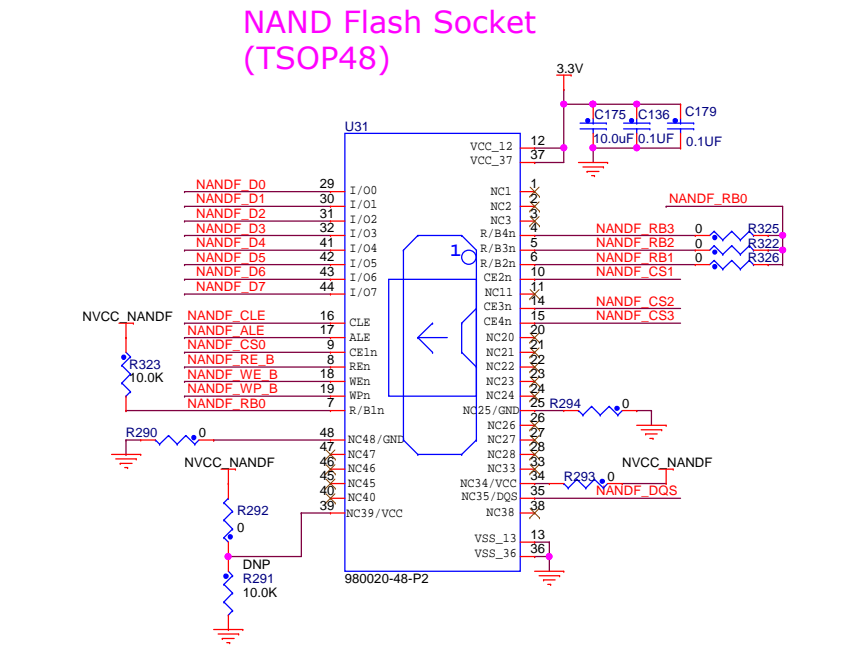 NAND Flash Socket
(TSOP48)
3.3V
C175 C136 C179
10.0uF 0.1UF 0.1UF
U31
VCC_12 12
VCC_37 37
NANDF_D0 29 I/O0
NANDF_D1 30 I/O1
NANDF_D2 31 I/O2
NANDF_D3 32 I/O3
NANDF_D4 41 I/O4
NANDF_D5 42 I/O5
NANDF_D6 43 I/O6
NANDF_D7 44 I/O7
NC1 1
NC2 2
NC3 3
NANDF_RB0
R/B4n 4 NANDF_RB3 0 R325
R/B3n 5 NANDF_RB2 0 R322
R/B2n 6 NANDF_RB1 0 R326
CE2n 10 NANDF_CS1
NC11 11
CE3n 14 NANDF_CS2
CE4n 15 NANDF_CS3
1
NVCC_NANDF
R323
10.0K
NANDF_CLE 16 CLE
NANDF_ALE 17 ALE
NANDF_CS0 9 CE1n
NANDF_RE_B 8 REn
NANDF_WE_B 18 WEn
NANDF_WP_B 19 WPn
NANDF_RB0 7 R/B1n
NC20 20
NC21 21
NC22 22
NC23 23
NC24 24
NC25/GND 25 R294 0
NC26 26
NC27 27
NC28 28
NC33 33
NC34/VCC 34 R293 0 NVCC_NANDF
NC35/DQS 35 NANDF_DQS
NC38 38
R290 0 48 NC48/GND
47 NC47
46 NC46
45 NC45
40 NC40
39 NC39/VCC
NVCC_NANDF
R292
0
DNP
R291
10.0K
VSS_13 13
VSS_36 36
980020-48-P2